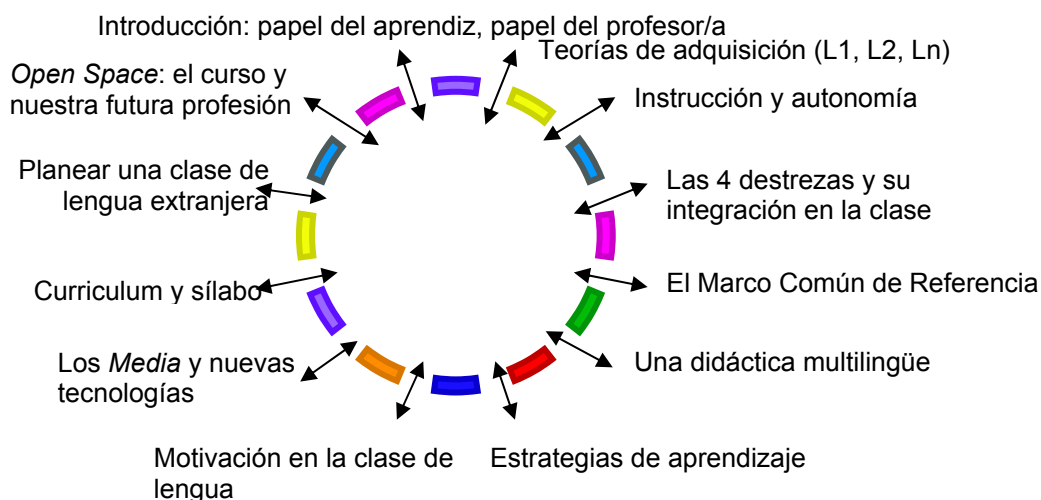 Introducción: papel del aprendiz, papel del profesor/a
Teorías de adquisición (L1, L2, Ln)
Open Space: el curso y
nuestra futura profesión
Instrucción y autonomía
Planear una clase de
lengua extranjera
Las 4 destrezas y su
integración en la clase
Curriculum y sílabo
El Marco Común de Referencia
Los Media y nuevas
tecnologías
Una didáctica multilingüe
Motivación en la clase de
lengua
Estrategias de aprendizaje